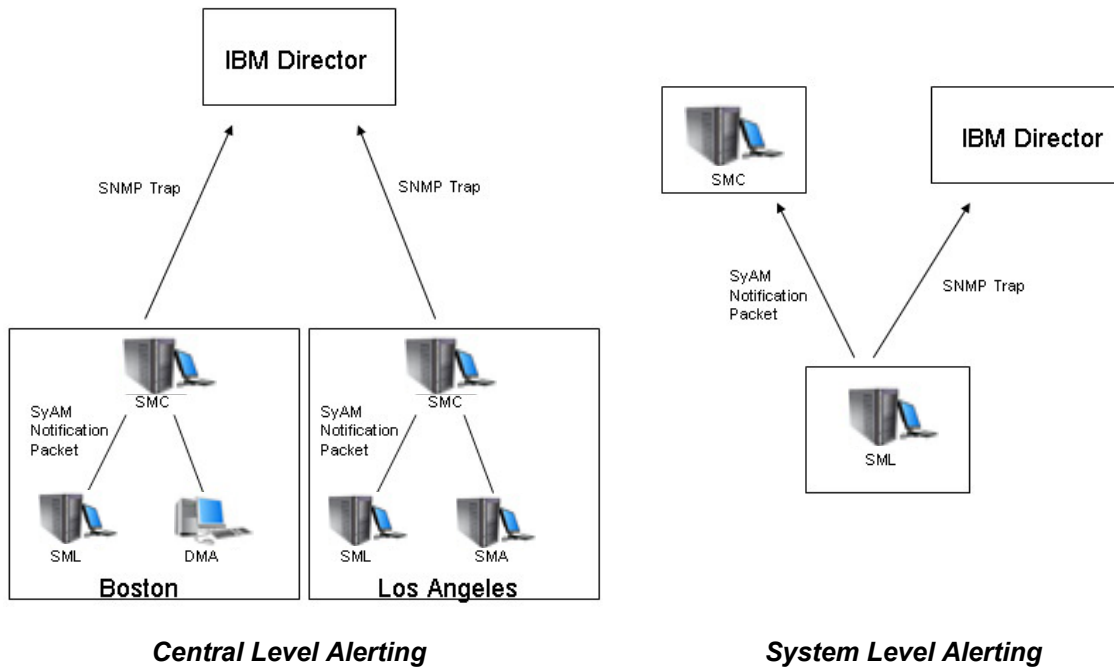 IBM Director
SNMP Trap
SNMP Trap
SMC
SyAM
Notification
Packet
SML
DMA
Boston
SMC
SyAM
Notification
Packet
SML
SMA
Los Angeles
Central Level Alerting
SMC
IBM Director
SyAM
Notification
Packet
SNMP Trap
SML
System Level Alerting